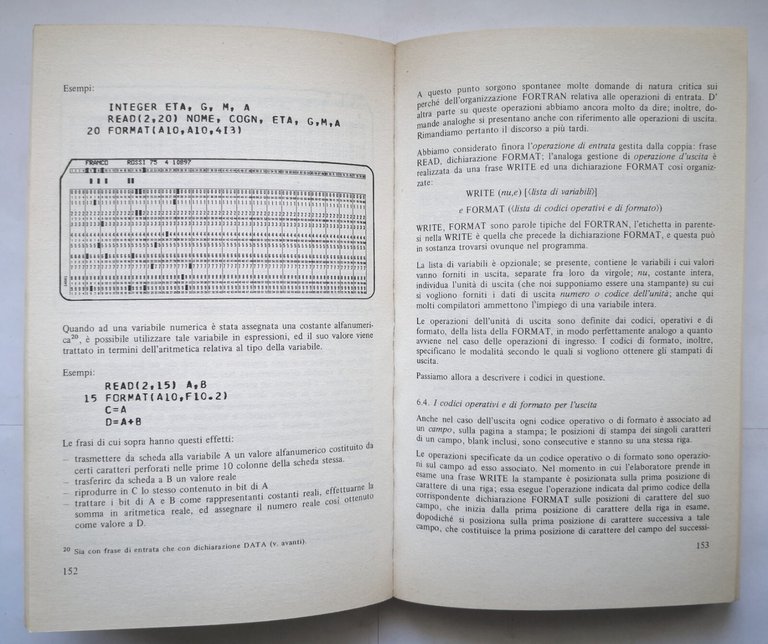 Esempi:
INTEGER ETA, G, M, A
READ(2,20) NOME, COGN, ETA, G,M,A
20 FORMAT(A10,A10,4I3)
FRANCO ROSSI 75 4 10897
Quando ad una variabile numerica è stata assegnata una costante alfanumeri-
ca²⁰, è possibile utilizzare tale variabile in espressioni, ed il suo valore viene
trattato in termini dell'aritmetica relativa al tipo della variabile.
Esempi:
READ(2,15) A,B
15 FORMAT(A10,F10.2)
C=A
D=A+B
Le frasi di cui sopra hanno questi effetti:
– trasmettere da scheda alla variabile A un valore alfanumerico costituito da
certi caratteri perforati nelle prime 10 colonne della scheda stessa.
– trasferire da scheda a B un valore reale
– riprodurre in C lo stesso contenuto in bit di A
– trattare i bit di A e B come rappresentanti costanti reali, effettuarne la
somma in aritmetica reale, ed assegnare il numero reale così ottenuto
come valore a D.
20 Sia con frase di entrata che con dichiarazione DATA (v. avanti).
152
A questo punto sorgono spontanee molte domande di natura critica sui
perché dell'organizzazione FORTRAN relativa alle operazioni di entrata. D'
altra parte su queste operazioni abbiamo ancora molto da dire; inoltre, do-
mande analoghe si presentano anche con riferimento alle operazioni di uscita.
Rimandiamo pertanto il discorso a più tardi.
Abbiamo considerato finora l'operazione di entrata gestita dalla coppia: frase
READ, dichiarazione FORMAT; l'analoga gestione di operazione d'uscita è
realizzata da una frase WRITE ed una dichiarazione FORMAT così organiz-
zate:
WRITE (nu,e) [⟨lista di variabili⟩]
e FORMAT (⟨lista di codici operativi e di formato⟩)
WRITE, FORMAT sono parole tipiche del FORTRAN, l'etichetta in parente-
si nella WRITE è quella che precede la dichiarazione FORMAT, e questa può
in sostanza trovarsi ovunque nel programma.
La lista di variabili è opzionale; se presente, contiene le variabili i cui valori
vanno forniti in uscita, separate fra loro da virgole; nu, costante intera,
individua l'unità di uscita (che noi supponiamo essere una stampante) su cui
si vogliono forniti i dati di uscita numero o codice dell'unità; anche qui
molti compilatori ammettono l'impiego di una variabile intera.
Le operazioni dell'unità di uscita sono definite dai codici, operativi e di
formato, della lista della FORMAT, in modo perfettamente analogo a quanto
avviene nel caso delle operazioni di ingresso. I codici di formato, inoltre,
specificano le modalità secondo le quali si vogliono ottenere gli stampati di
uscita.
Passiamo allora a descrivere i codici in questione.
6.4. I codici operativi e di formato per l'uscita
Anche nel caso dell'uscita ogni codice operativo o di formato è associato ad
un campo, sulla pagina a stampa; le posizioni di stampa dei singoli caratteri
di un campo, blank inclusi, sono consecutive e stanno su una stessa riga.
Le operazioni specificate da un codice operativo o di formato sono operazio-
ni sul campo ad esso associato. Nel momento in cui l'elaboratore prende in
esame una frase WRITE la stampante è posizionata sulla prima posizione di
carattere di una riga; essa esegue l'operazione indicata dal primo codice della
corrispondente dichiarazione FORMAT sulle posizioni di carattere del suo
campo, che inizia dalla prima posizione di carattere della riga in esame,
dopodiché si posiziona sulla prima posizione di carattere successiva a tale
campo, che costituisce la prima posizione di carattere del campo del successi-
153